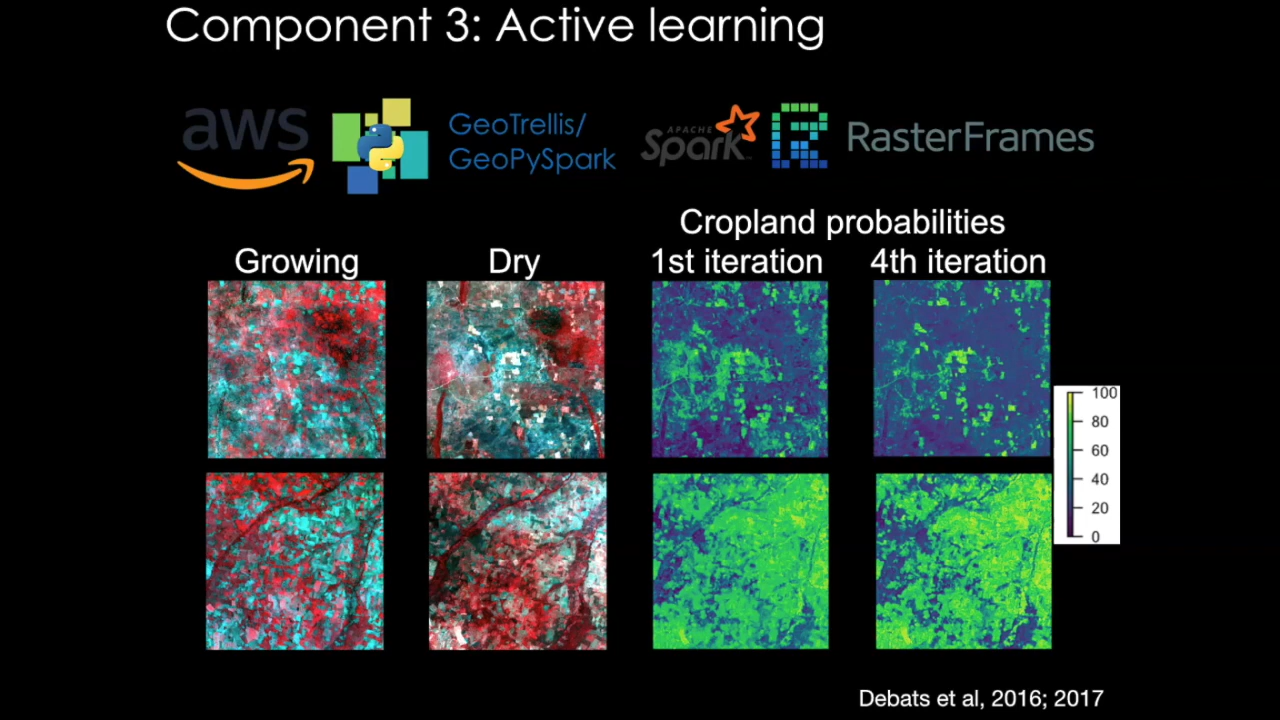 Component 3: Active learning
aws
GeoTrellis/
GeoPySpark
APACHE
Spark
RasterFrames
Cropland probabilities
Growing
Dry
1st iteration
4th iteration
100
80
60
40
20
0
Debats et al, 2016; 2017